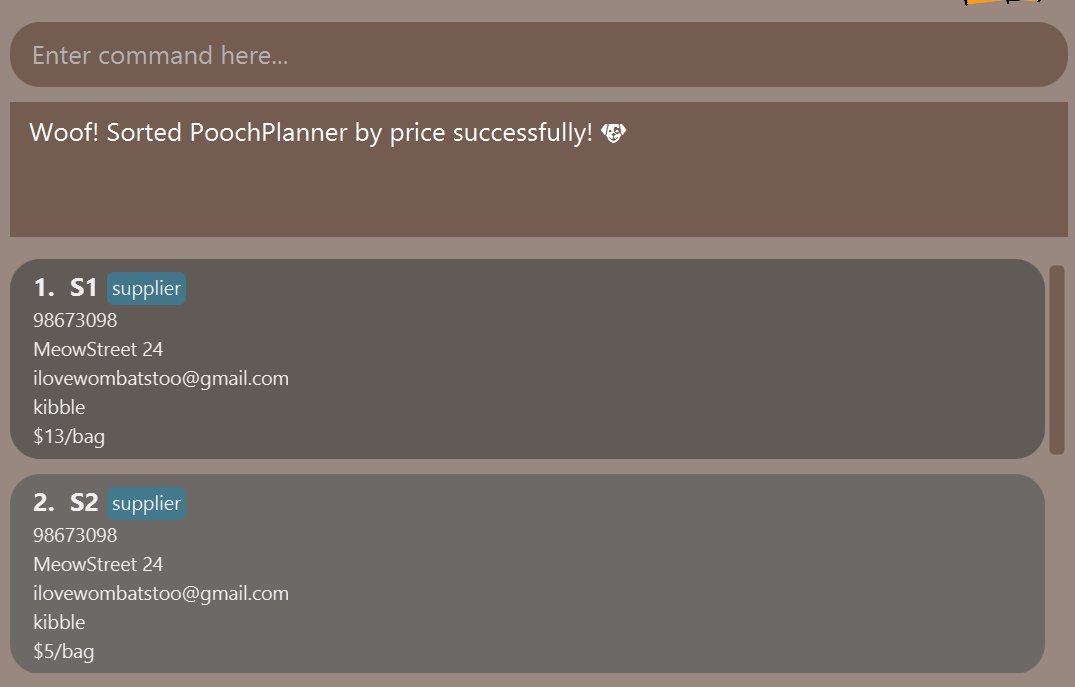 Enter command here...
Woof! Sorted PoochPlanner by price successfully! 🐶
1. S1 supplier
98673098
MeowStreet 24
ilovewombatstoo@gmail.com
kibble
$13/bag
2. S2 supplier
98673098
MeowStreet 24
ilovewombatstoo@gmail.com
kibble
$5/bag